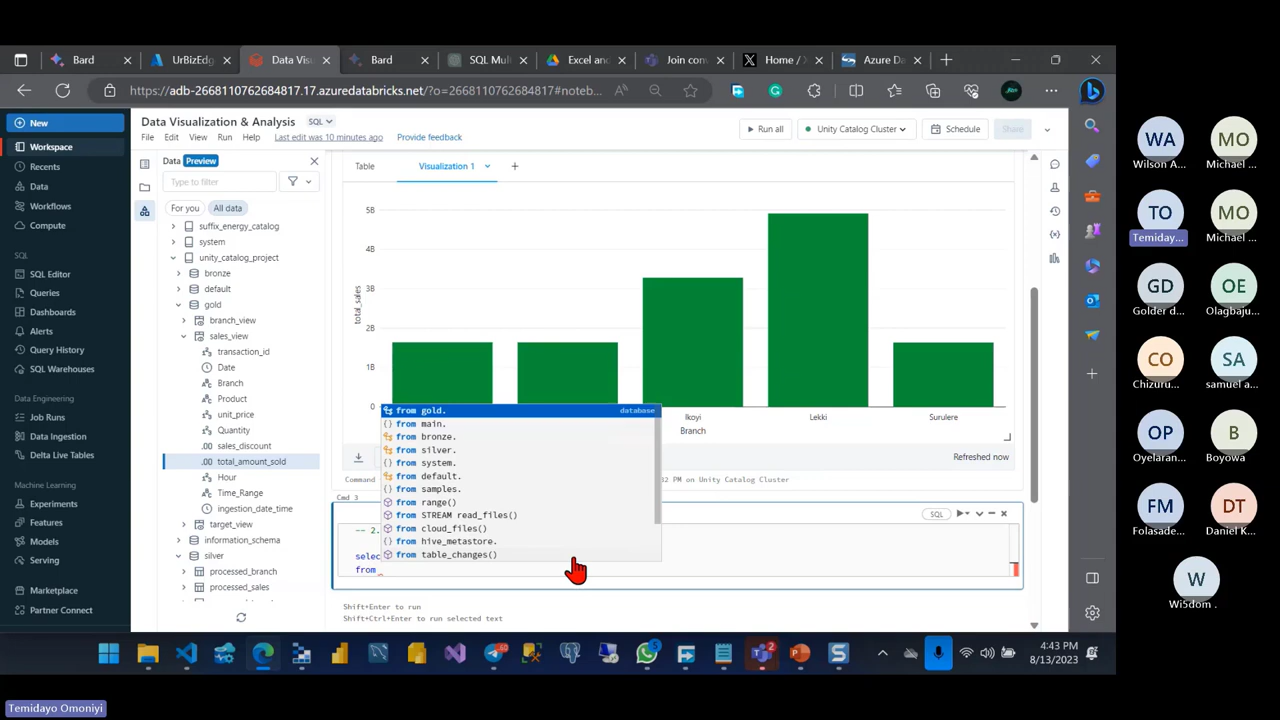 Bard
UrBizEdg
Data Vis
Bard
SQL Mul
Excel and
Join con
Home / X
Azure Da
https://adb-2668110762684817.17.azuredatabricks.net/?o=2668110762684817#noteb...
Data Visualization & Analysis
SQL
File
Edit
View
Run
Help
Last edit was 10 minutes ago
Provide feedback
Run all
Unity Catalog Cluster
Schedule
Share
New
Workspace
Recents
Data
Workflows
Compute
SQL
SQL Editor
Queries
Dashboards
Alerts
Query History
SQL Warehouses
Data Engineering
Job Runs
Data Ingestion
Delta Live Tables
Machine Learning
Experiments
Features
Models
Serving
Marketplace
Partner Connect
Data Preview
Type to filter
For you
All data
suffix_energy_catalog
system
unity_catalog_project
bronze
default
gold
branch_view
sales_view
transaction_id
Date
Branch
Product
unit_price
Quantity
sales_discount
total_amount_sold
Hour
Time_Range
ingestion_date_time
target_view
information_schema
silver
processed_branch
processed_sales
Table
Visualization 1
5B
4B
3B
2B
1B
0
total_sales
Ikoyi
Lekki
Surulere
Branch
from gold. database
from main.
from bronze.
from silver.
from system.
from default.
from samples.
from range()
from STREAM read_files()
from cloud_files()
from hive_metastore.
from table_changes()
Refreshed now
Command
2 PM on Unity Catalog Cluster
Cmd 3
SQL
-- 2.
selec
from
Shift+Enter to run
Shift+Ctrl+Enter to run selected text
4:43 PM
8/13/2023
WA
Wilson A...
MO
Michael ...
TO
Temiday...
MO
Michael ...
GD
Golder d...
OE
Olagbaju...
CO
Chizuru...
SA
samuel a...
OP
Oyelaran...
B
Boyowa
FM
Folasade...
DT
Daniel K...
W
Wi5dom .
Temidayo Omoniyi